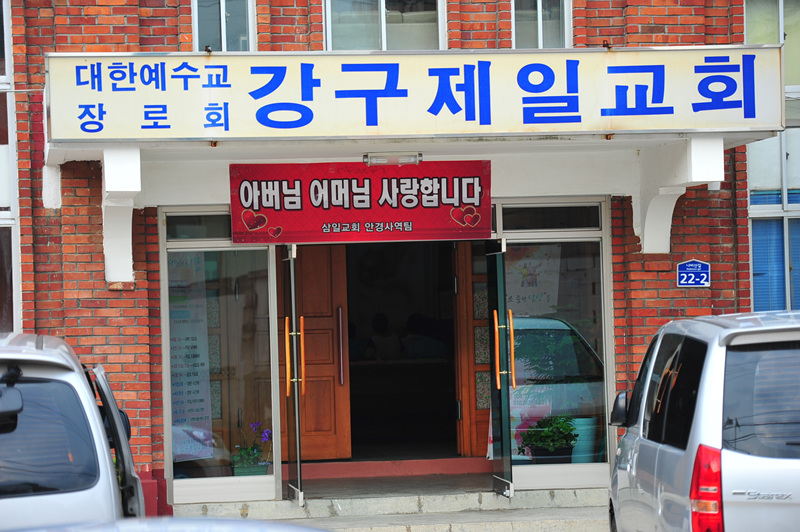 대한예수교
장로회
강구제일교회
아버님 어머님 사랑합니다
삼일교회 안경사역팀
22-2
Starex